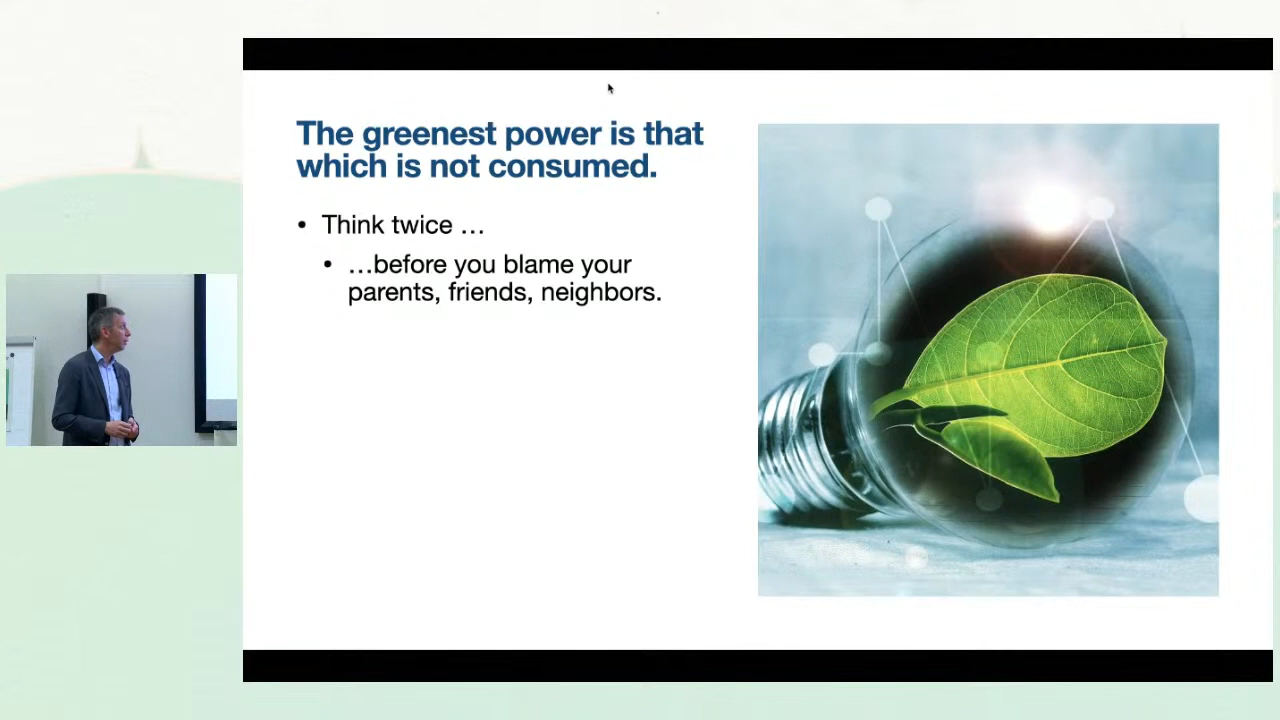 The greenest power is that
which is not consumed.
• Think twice …
• …before you blame your
parents, friends, neighbors.